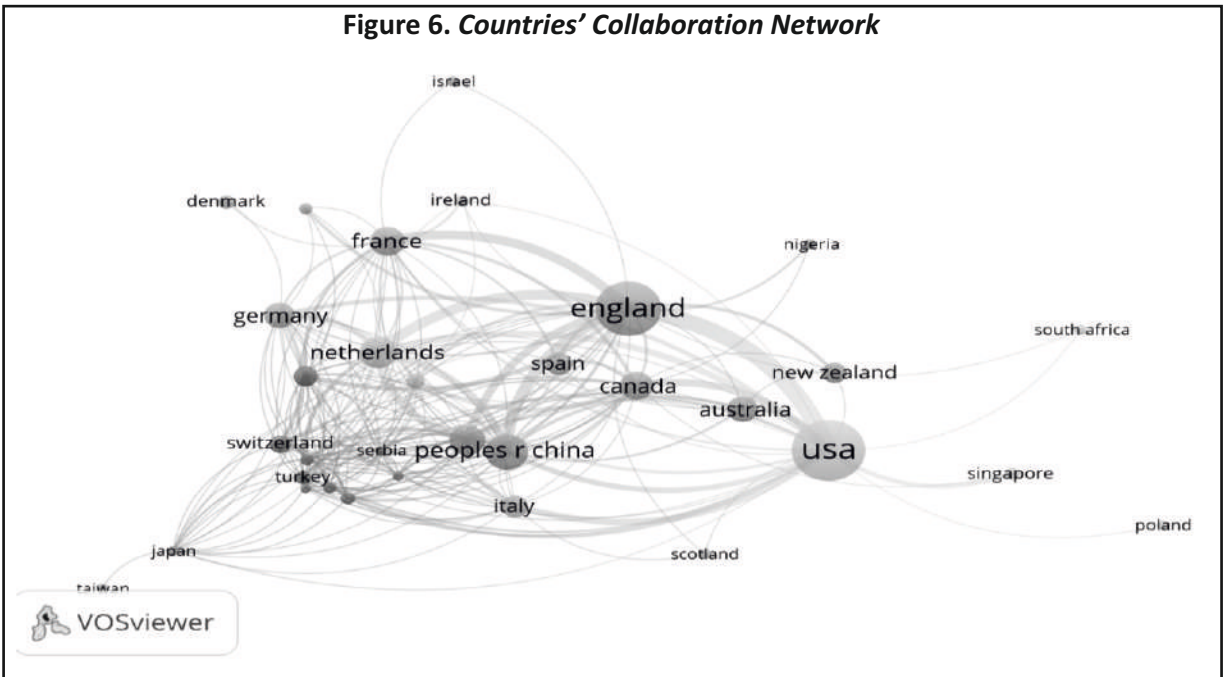 Figure 6. Countries' Collaboration Network
israel
denmark
ireland
france
nigeria
england
germany
south africa
netherlands
spain
new zealand
canada
australia
switzerland
serbia
peoples r china
usa
turkey
singapore
italy
poland
japan
scotland
taiwan
VOSviewer